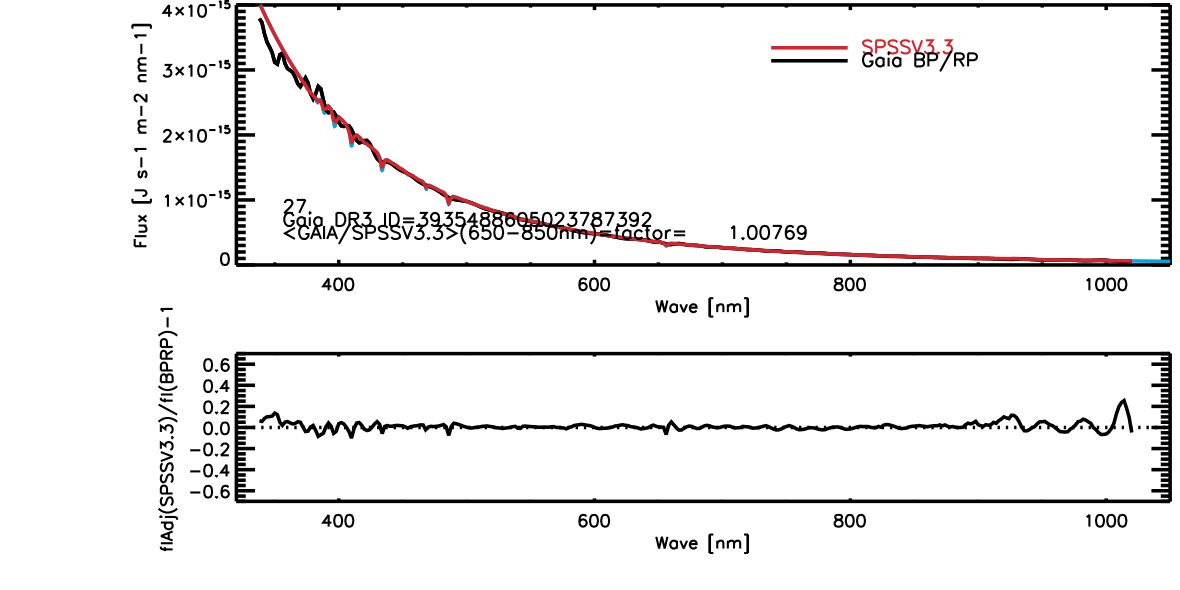 4×10⁻¹⁵
3×10⁻¹⁵
2×10⁻¹⁵
1×10⁻¹⁵
0
Flux [J s-1 m-2 nm-1]
SPSSV3.3
Gaia BP/RP
27.
Gaia DR3 ID=3935488605023787392
<GAIA/SPSSV3.3>(650-850nm)=factor= 1.00769
400 600 800 1000
Wave [nm]
flAdj(SPSSV3.3)/fl(BPRP)-1
0.6
0.4
0.2
0.0
-0.2
-0.4
-0.6
400 600 800 1000
Wave [nm]